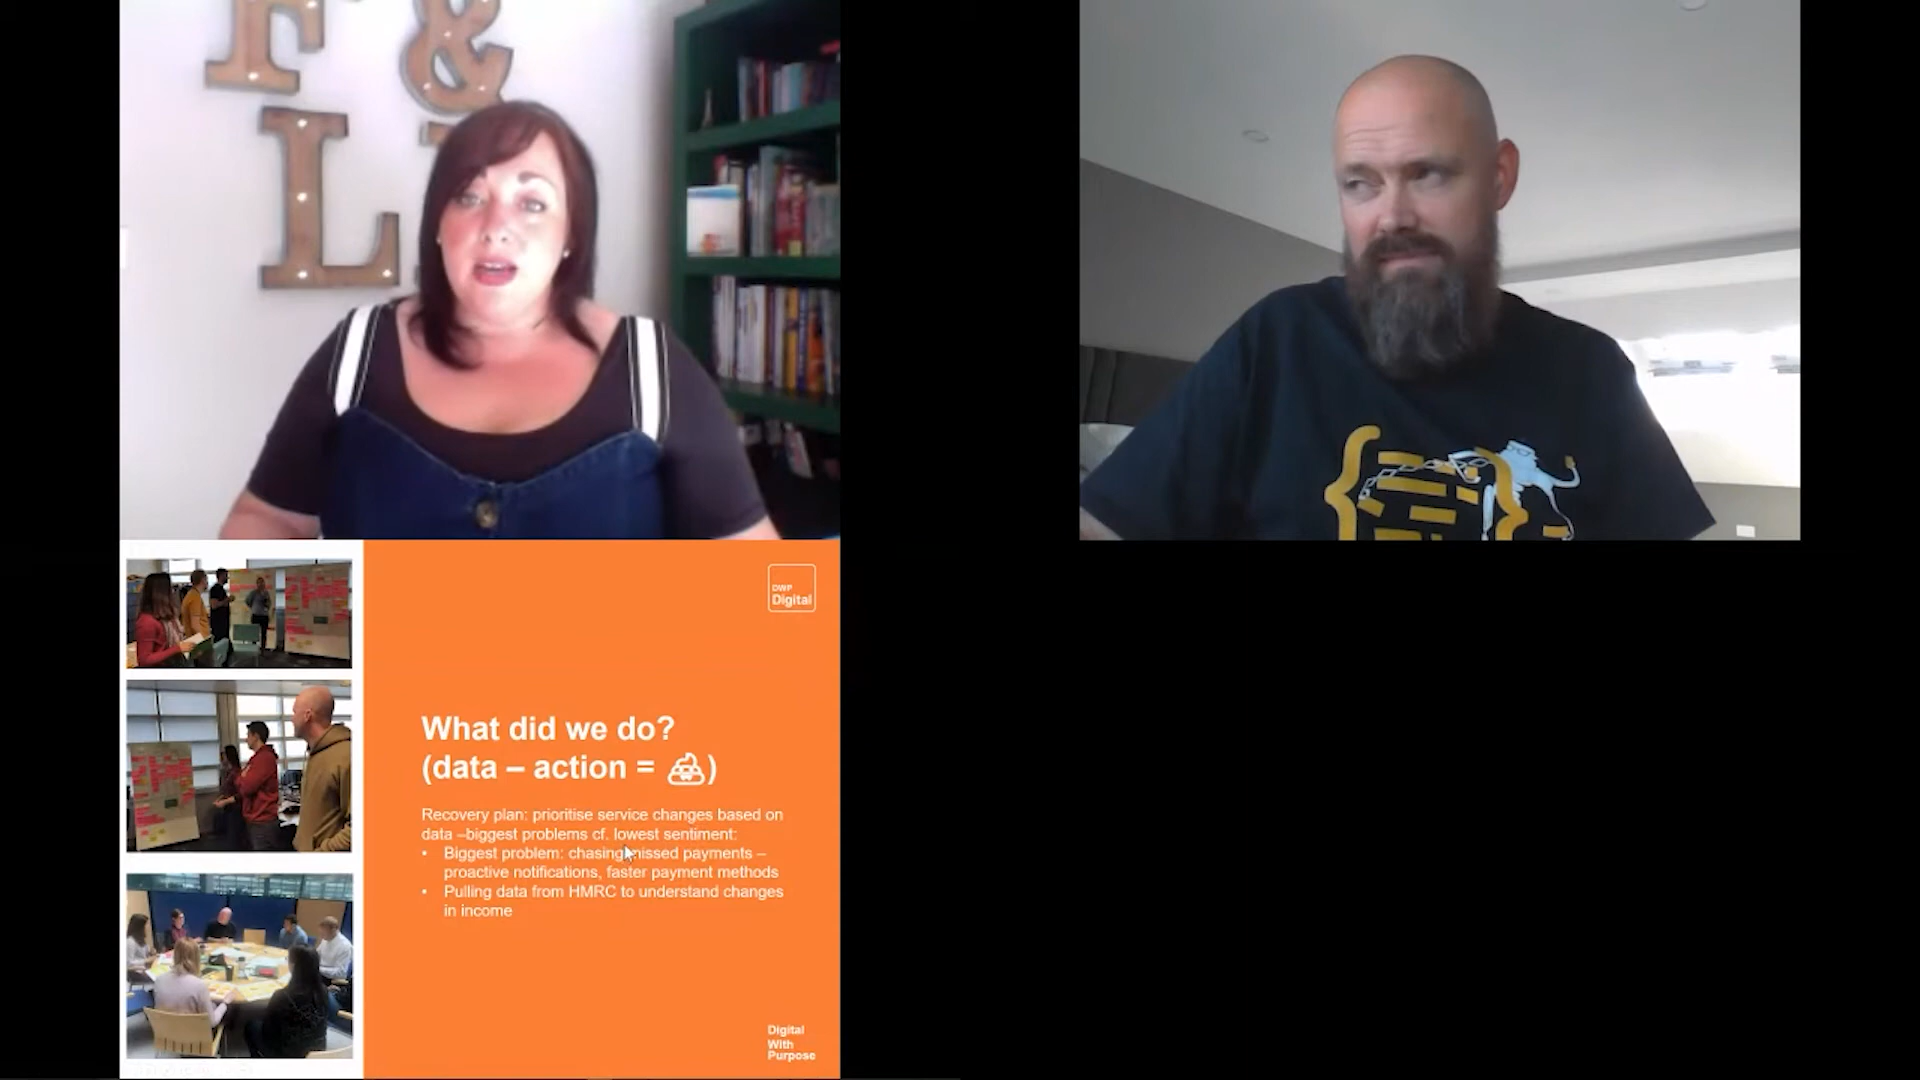 F &
L
DWP
Digital
What did we do?
(data – action = 💩)
Recovery plan: prioritise service changes based on
data –biggest problems cf. lowest sentiment:
• Biggest problem: chasing missed payments –
proactive notifications, faster payment methods
• Pulling data from HMRC to understand changes
in income
Digital
With
Purpose